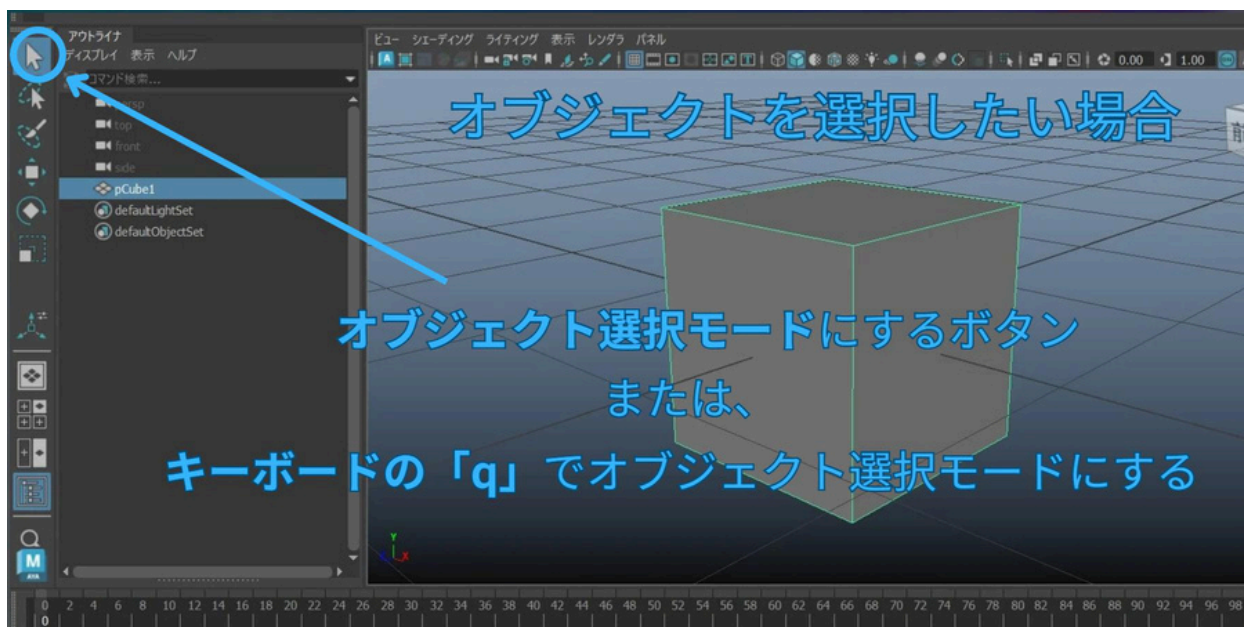 アウトライナ
ディスプレイ 表示 ヘルプ
コマンド検索...
persp
top
front
side
pCube1
defaultLightSet
defaultObjectSet
ビュー シェーディング ライティング 表示 レンダラ パネル
0.00 1.00
オブジェクトを選択したい場合
前
オブジェクト選択モードにするボタン
または、
キーボードの「q」でオブジェクト選択モードにする
Y
X
M
AYA
0 2 4 6 8 10 12 14 16 18 20 22 24 26 28 30 32 34 36 38 40 42 44 46 48 50 52 54 56 58 60 62 64 66 68 70 72 74 76 78 80 82 84 86 88 90 92 94 96 98
0